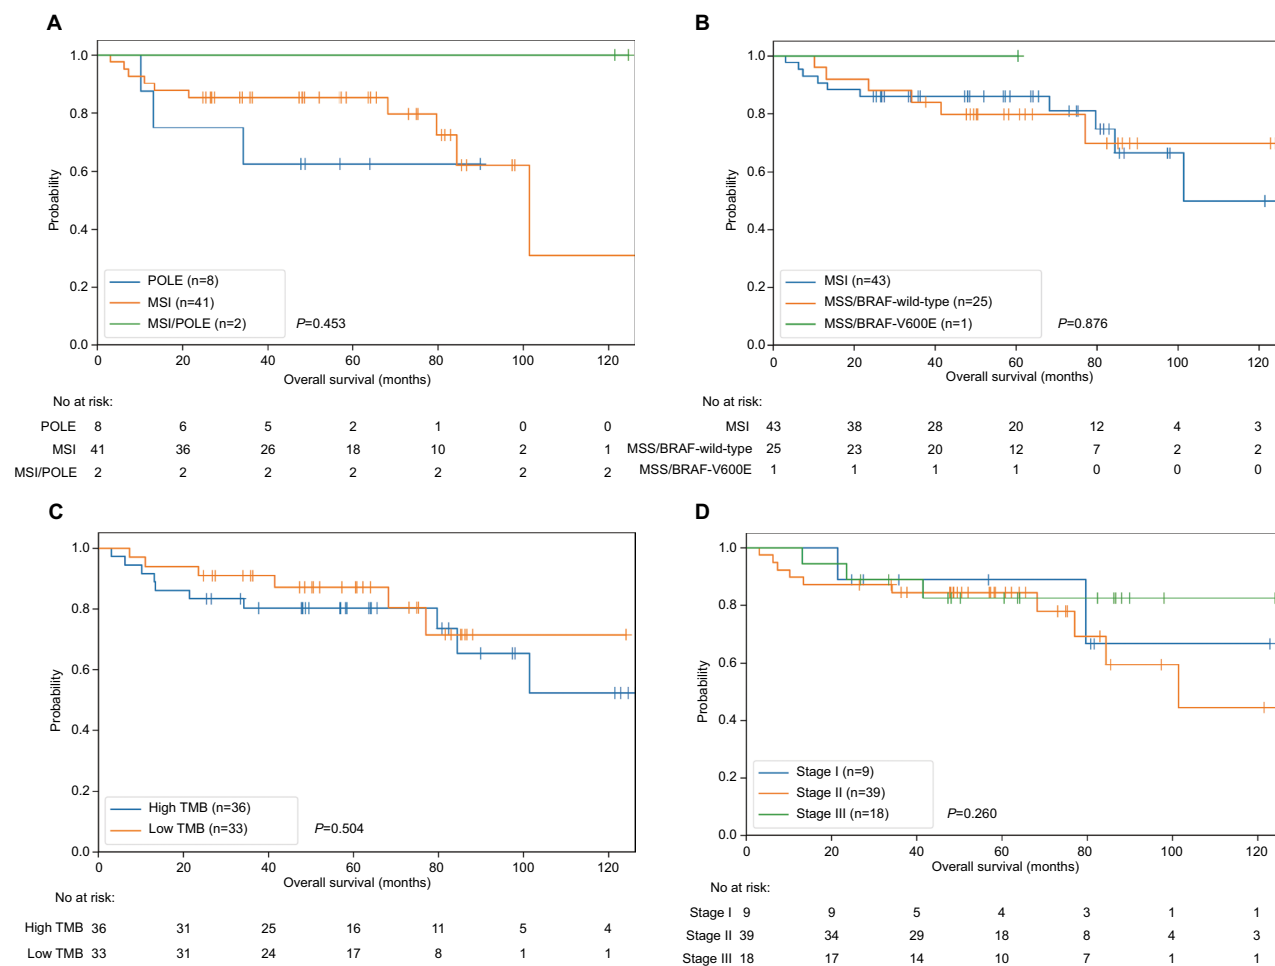 A
1.0
0.8
0.6
0.4
0.2
0.0
Probability
POLE (n=8)
MSI (n=41)
MSI/POLE (n=2)
P=0.453
0 20 40 60 80 100 120
Overall survival (months)
No at risk:
POLE 8 6 5 2 1 0 0
MSI 41 36 26 18 10 2 1
MSI/POLE 2 2 2 2 2 2 2
B
1.0
0.8
0.6
0.4
0.2
0.0
Probability
MSI (n=43)
MSS/BRAF-wild-type (n=25)
MSS/BRAF-V600E (n=1)
P=0.876
0 20 40 60 80 100 120
Overall survival (months)
No at risk:
MSI 43 38 28 20 12 4 3
MSS/BRAF-wild-type 25 23 20 12 7 2 2
MSS/BRAF-V600E 1 1 1 1 0 0 0
C
1.0
0.8
0.6
0.4
0.2
0.0
Probability
High TMB (n=36)
Low TMB (n=33)
P=0.504
0 20 40 60 80 100 120
Overall survival (months)
No at risk:
High TMB 36 31 25 16 11 5 4
Low TMB 33 31 24 17 8 1 1
D
1.0
0.8
0.6
0.4
0.2
0.0
Probability
Stage I (n=9)
Stage II (n=39)
Stage III (n=18)
P=0.260
0 20 40 60 80 100 120
Overall survival (months)
No at risk:
Stage I 9 9 5 4 3 1 1
Stage II 39 34 29 18 8 4 3
Stage III 18 17 14 10 7 1 1